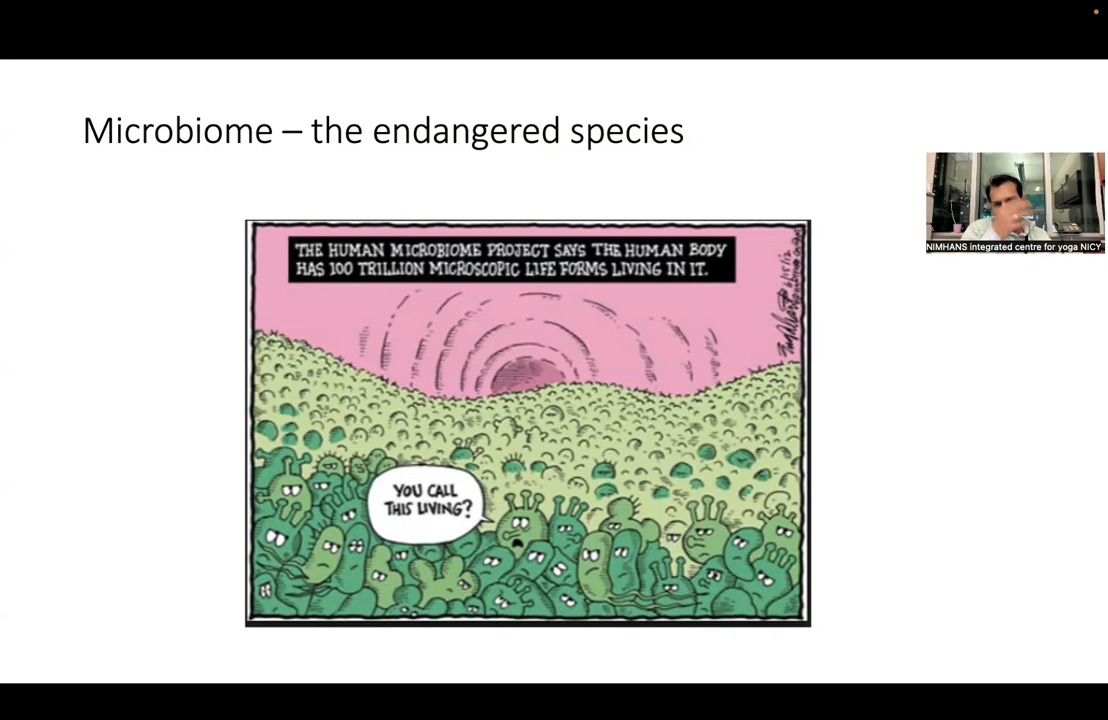 Microbiome – the endangered species
THE HUMAN MICROBIOME PROJECT SAYS THE HUMAN BODY
HAS 100 TRILLION MICROSCOPIC LIFE FORMS LIVING IN IT.
YOU CALL
THIS LIVING?
NIMHANS integrated centre for yoga NICY